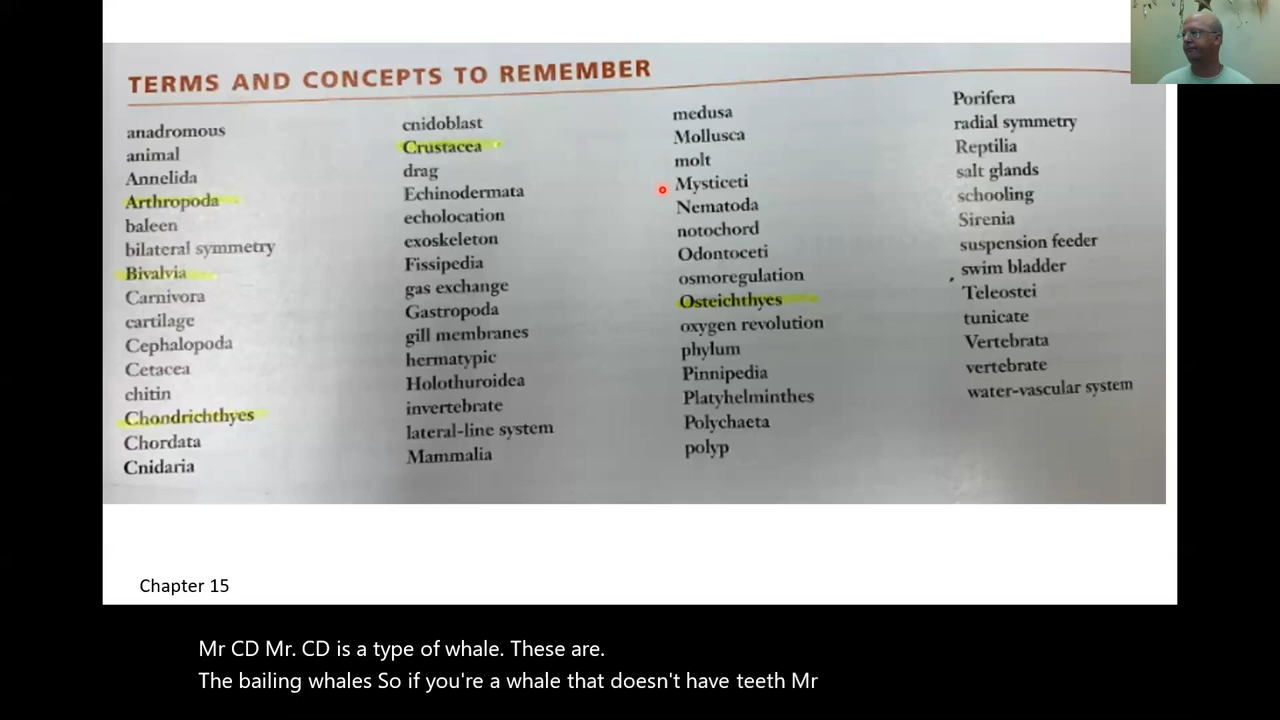 TERMS AND CONCEPTS TO REMEMBER
anadromous
animal
Annelida
Arthropoda
baleen
bilateral symmetry
Bivalvia
Carnivora
cartilage
Cephalopoda
Cetacea
chitin
Chondrichthyes
Chordata
Cnidaria
cnidoblast
Crustacea
drag
Echinodermata
echolocation
exoskeleton
Fissipedia
gas exchange
Gastropoda
gill membranes
hermatypic
Holothuroidea
invertebrate
lateral-line system
Mammalia
medusa
Mollusca
molt
Mysticeti
Nematoda
notochord
Odontoceti
osmoregulation
Osteichthyes
oxygen revolution
phylum
Pinnipedia
Platyhelminthes
Polychaeta
polyp
Porifera
radial symmetry
Reptilia
salt glands
schooling
Sirenia
suspension feeder
swim bladder
Teleostei
tunicate
Vertebrata
vertebrate
water-vascular system
Chapter 15
Mr CD Mr. CD is a type of whale. These are.
The bailing whales So if you're a whale that doesn't have teeth Mr